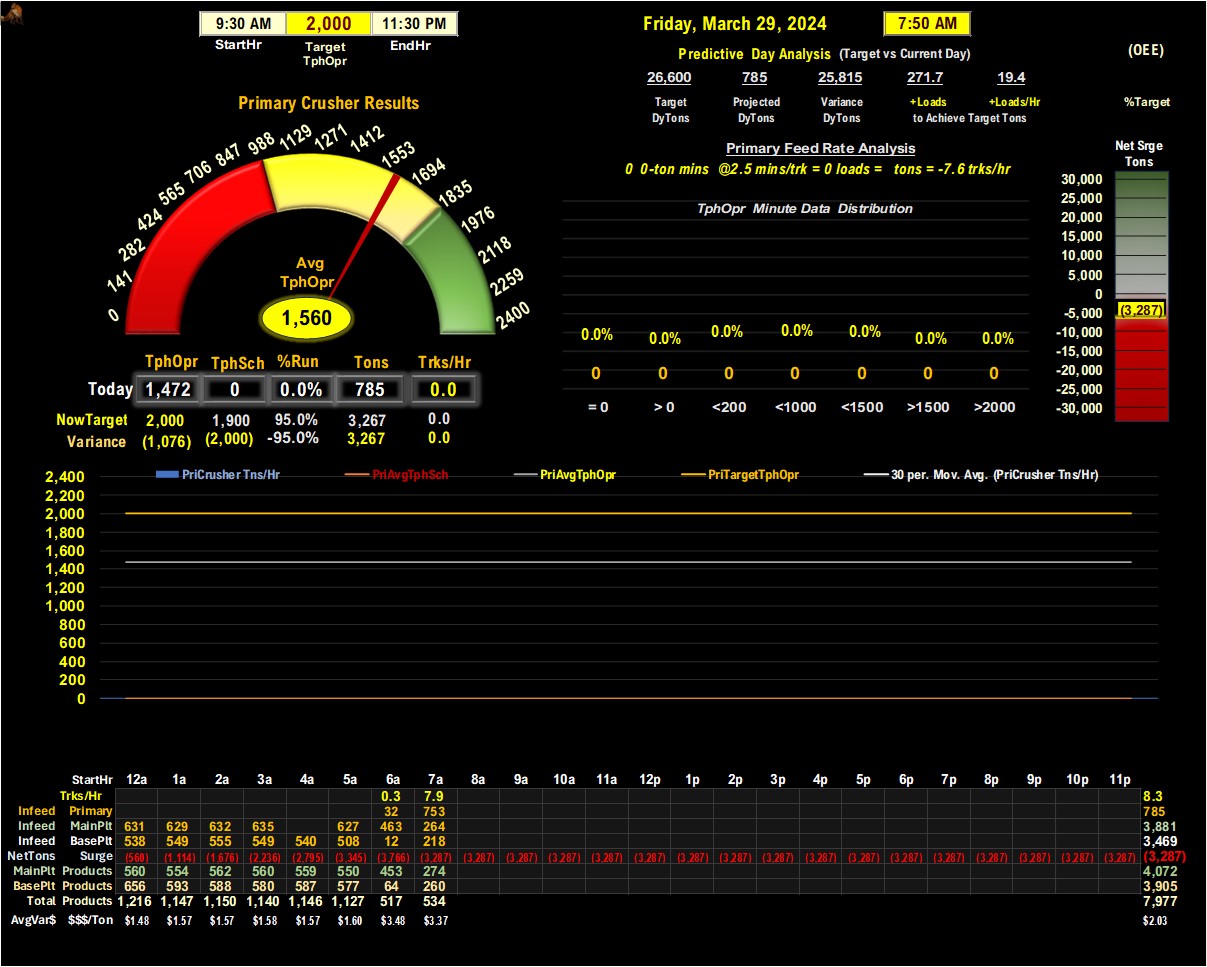 9:30 AM 2,000 11:30 PM
StartHr Target TphOpr EndHr
Friday, March 29, 2024 7:50 AM
Predictive Day Analysis (Target vs Current Day)
(OEE)
26,600 785 25,815 271.7 19.4
Target DyTons Projected DyTons Variance DyTons +Loads +Loads/Hr
to Achieve Target Tons
%Target
Primary Crusher Results
0 141 282 424 565 706 847 988 1129 1271 1412 1553 1694 1835 1976 2118 2259 2400
Avg
TphOpr
1,560
Primary Feed Rate Analysis
0 0-ton mins @2.5 mins/trk = 0 loads = tons = -7.6 trks/hr
TphOpr Minute Data Distribution
0.0% 0.0% 0.0% 0.0% 0.0% 0.0% 0.0%
0 0 0 0 0 0 0
= 0 > 0 <200 <1000 <1500 >1500 >2000
Net Srge
Tons
30,000
25,000
20,000
15,000
10,000
5,000
0
(3,287)
-5,000
-10,000
-15,000
-20,000
-25,000
-30,000
TphOpr TphSch %Run Tons Trks/Hr
Today 1,472 0 0.0% 785 0.0
NowTarget 2,000 1,900 95.0% 3,267 0.0
Variance (1,076) (2,000) -95.0% 3,267 0.0
PriCrusher Tns/Hr PriAvgTphSch PriAvgTphOpr PriTargetTphOpr 30 per. Mov. Avg. (PriCrusher Tns/Hr)
2,400
2,200
2,000
1,800
1,600
1,400
1,200
1,000
800
600
400
200
0
StartHr 12a 1a 2a 3a 4a 5a 6a 7a 8a 9a 10a 11a 12p 1p 2p 3p 4p 5p 6p 7p 8p 9p 10p 11p
Trks/Hr 0.3 7.9 8.3
Infeed Primary 32 753 785
Infeed MainPlt 631 629 632 635 627 463 264 3,881
Infeed BasePlt 538 549 555 549 540 508 12 218 3,469
NetTons Surge (560) (1,114) (1,676) (2,236) (2,795) (3,345) (3,766) (3,287) (3,287) (3,287) (3,287) (3,287) (3,287) (3,287) (3,287) (3,287) (3,287) (3,287) (3,287) (3,287) (3,287) (3,287) (3,287) (3,287) (3,287)
MainPlt Products 560 554 562 560 559 550 453 274 4,072
BasePlt Products 656 593 588 580 587 577 64 260 3,905
Total Products 1,216 1,147 1,150 1,140 1,146 1,127 517 534 7,977
AvgVar$ $$$/Ton $1.48 $1.57 $1.57 $1.58 $1.57 $1.60 $3.48 $3.37 $2.03